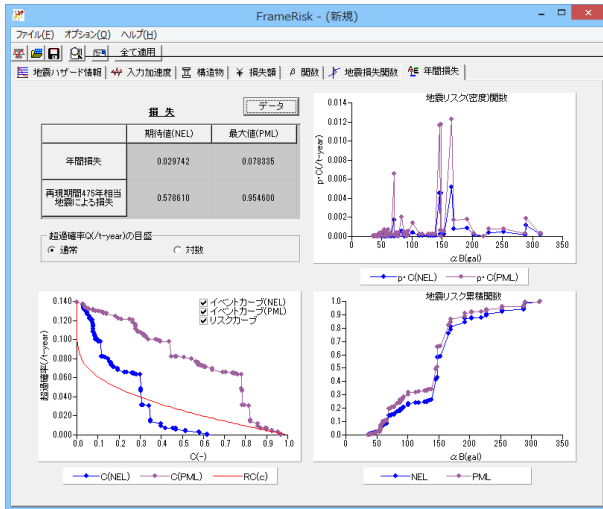 FrameRisk - (新規)
ファイル(F) オプション(O) ヘルプ(H)
全て適用
地震ハザード情報 入力加速度 構造物 ¥ 損失額 β 関数 地震損失関数 年間損失
損 失
データ
期待値(NEL) 最大値(PML)
年間損失 0.029742 0.078335
再現期間475年相当
地震による損失 0.578610 0.954600
超過確率Q(/t-year)の目盛
通常 対数
地震リスク(密度)関数
p・C(/t-year)
0.014
0.012
0.010
0.008
0.006
0.004
0.002
0.000
0 50 100 150 200 250 300 350
αB(gal)
p・C(NEL) p・C(PML)
イベントカーブ(NEL)
イベントカーブ(PML)
リスクカーブ
超過確率(/t-year)
0.140
0.120
0.100
0.080
0.060
0.040
0.020
0.000
0.0 0.1 0.2 0.3 0.4 0.5 0.6 0.7 0.8 0.9 1.0
C(-)
C(NEL) C(PML) RC(c)
地震リスク累積関数
1.0
0.9
0.8
0.7
0.6
0.5
0.4
0.3
0.2
0.1
0.0
0 50 100 150 200 250 300 350
αB(gal)
NEL PML